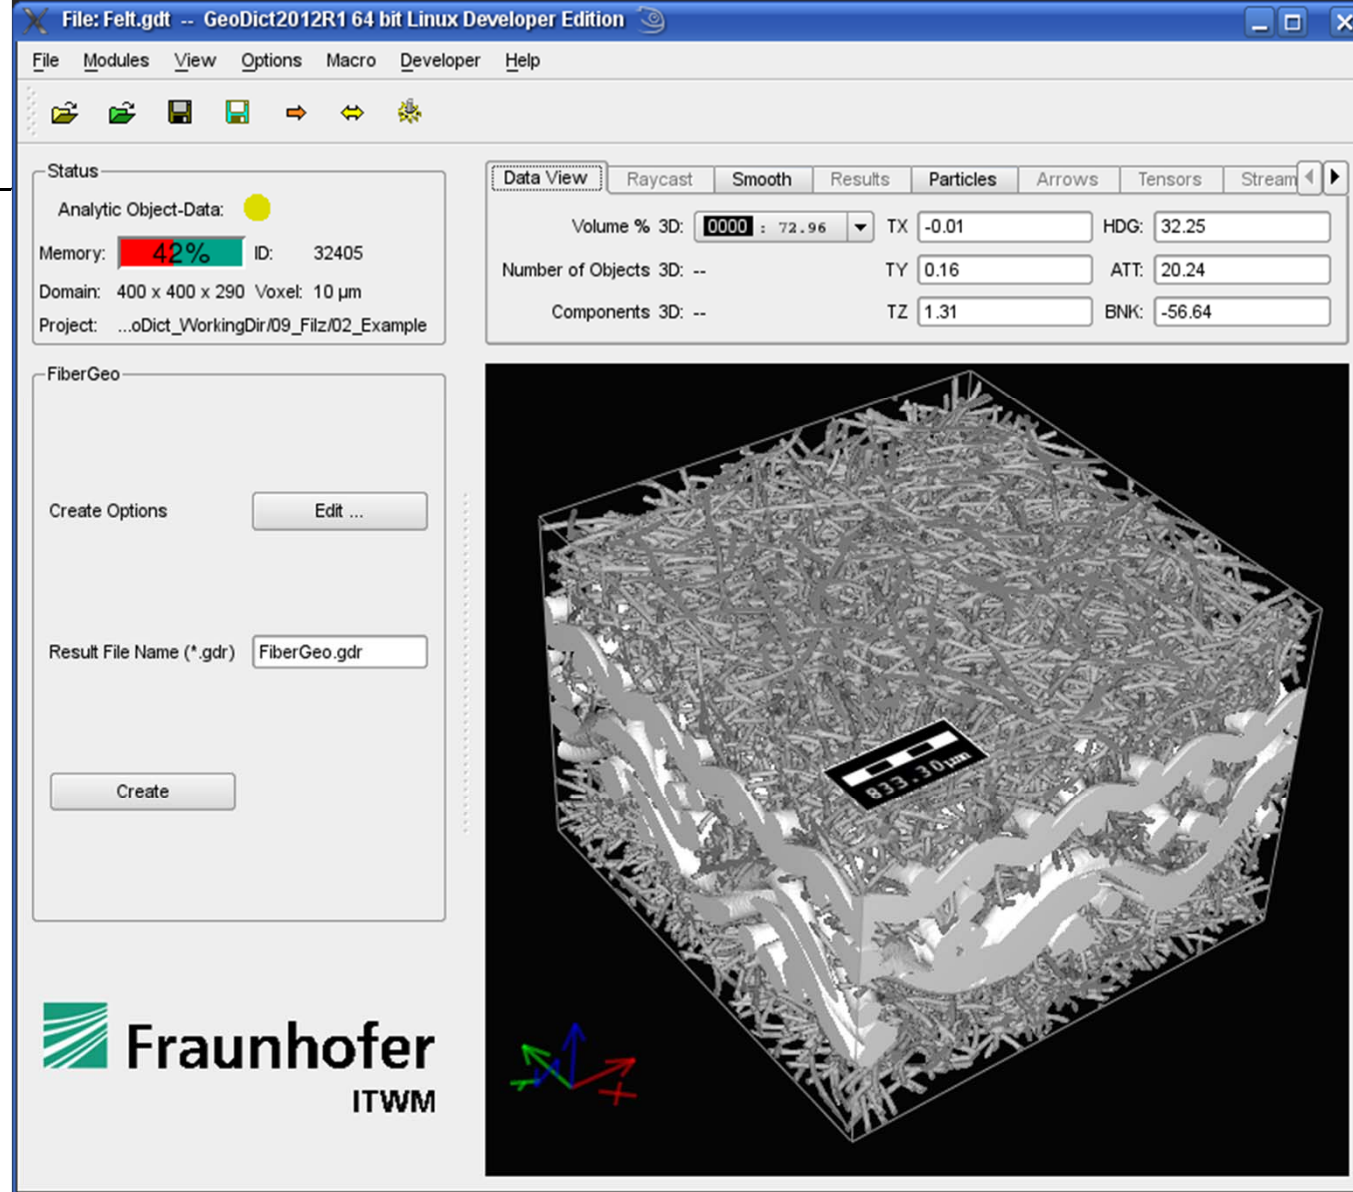 File: Felt.gdt -- GeoDict2012R1 64 bit Linux Developer Edition
File Modules View Options Macro Developer Help
Status
Analytic Object-Data:
Memory: 42% ID: 32405
Domain: 400 x 400 x 290 Voxel: 10 µm
Project: ...oDict_WorkingDir/09_Filz/02_Example
Data View Raycast Smooth Results Particles Arrows Tensors Stream
Volume % 3D: 0000 : 72.96 TX -0.01 HDG: 32.25
Number of Objects 3D: -- TY 0.16 ATT: 20.24
Components 3D: -- TZ 1.31 BNK: -56.64
FiberGeo
Create Options Edit ...
Result File Name (*.gdr) FiberGeo.gdr
Create
833.30µm
Fraunhofer
ITWM
Y
X